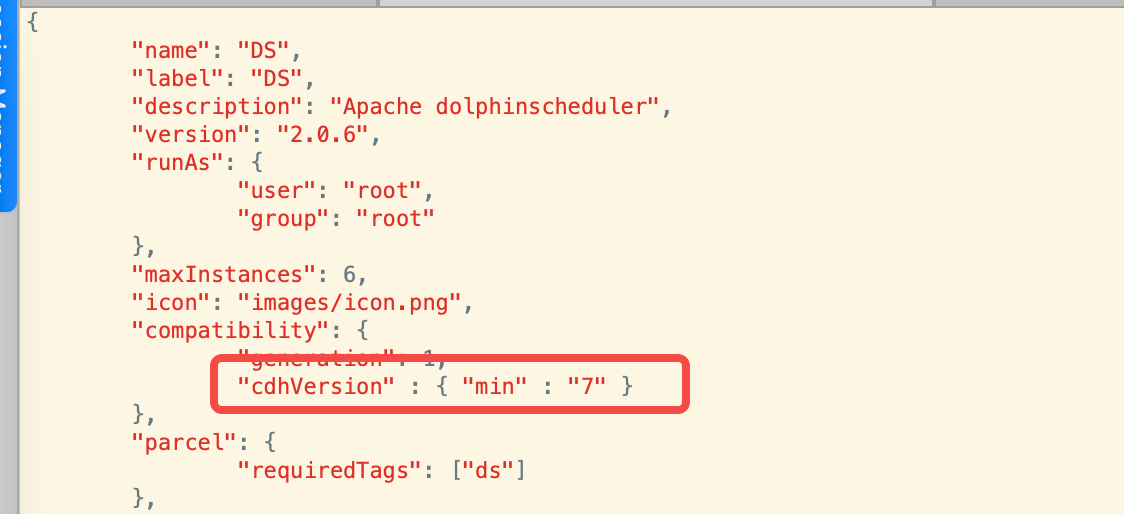 {
"name": "DS",
"label": "DS",
"description": "Apache dolphinscheduler",
"version": "2.0.6",
"runAs": {
"user": "root",
"group": "root"
},
"maxInstances": 6,
"icon": "images/icon.png",
"compatibility": {
"generation": 1,
"cdhVersion" : { "min" : "7" }
},
"parcel": {
"requiredTags": ["ds"]
},